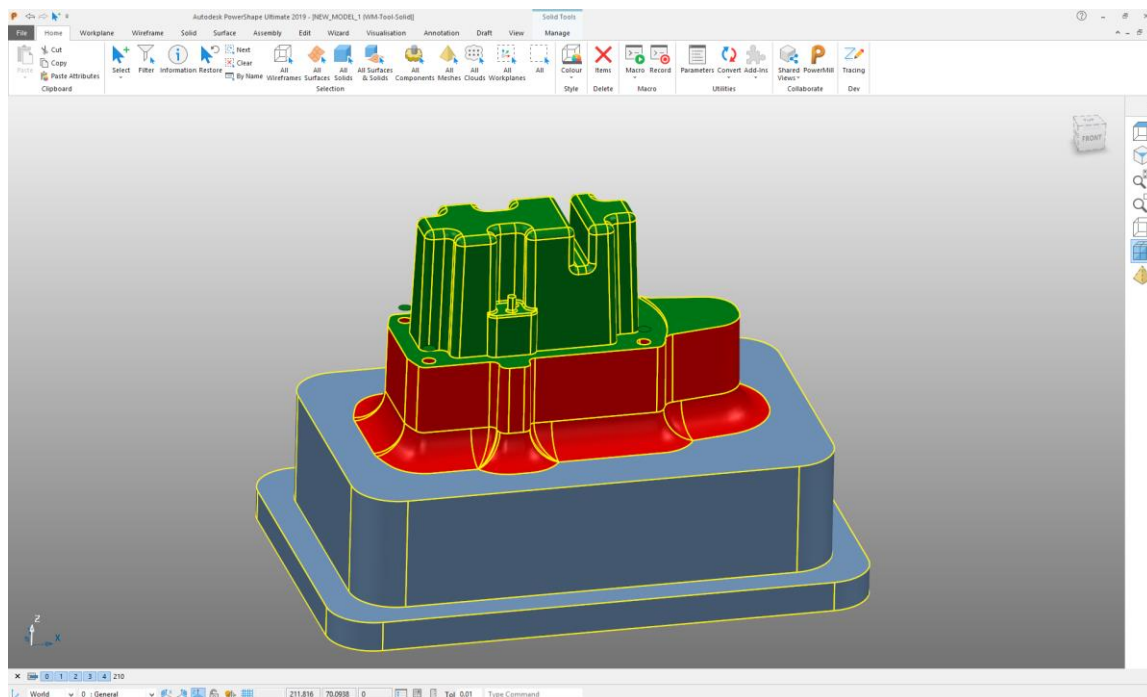 Autodesk PowerShape Ultimate 2019 - [NEW_MODEL_1 (WM-Tool-Solid)]
Solid Tools
File Home Workplane Wireframe Solid Surface Assembly Edit Wizard Visualisation Annotation Draft View Manage
Paste
Cut
Copy
Paste Attributes
Clipboard
Select
Filter
Information
Restore
Next
Clear
By Name
All Wireframes
All Surfaces
All Solids
All Surfaces & Solids
All Components
All Meshes
All Clouds
All Workplanes
All
Selection
Colour
Style
Items
Delete
Macro
Record
Macro
Parameters
Convert
Add-Ins
Utilities
Shared Views
PowerMill
Collaborate
Tracing
Dev
FRONT
Z
X
0 1 2 3 4 210
World 0 : General 211.816 70.0938 0 Tol 0.01 Type Command